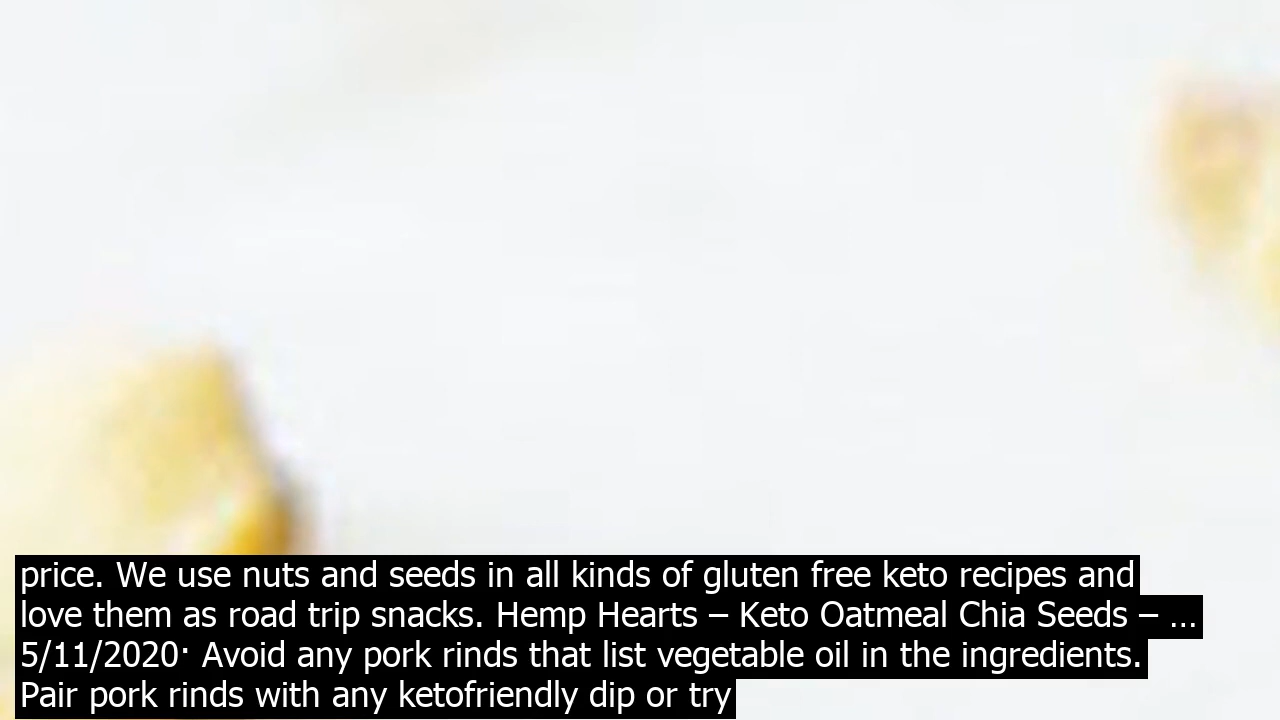 price. We use nuts and seeds in all kinds of gluten free keto recipes and
love them as road trip snacks. Hemp Hearts – Keto Oatmeal Chia Seeds – ...
5/11/2020· Avoid any pork rinds that list vegetable oil in the ingredients.
Pair pork rinds with any ketofriendly dip or try